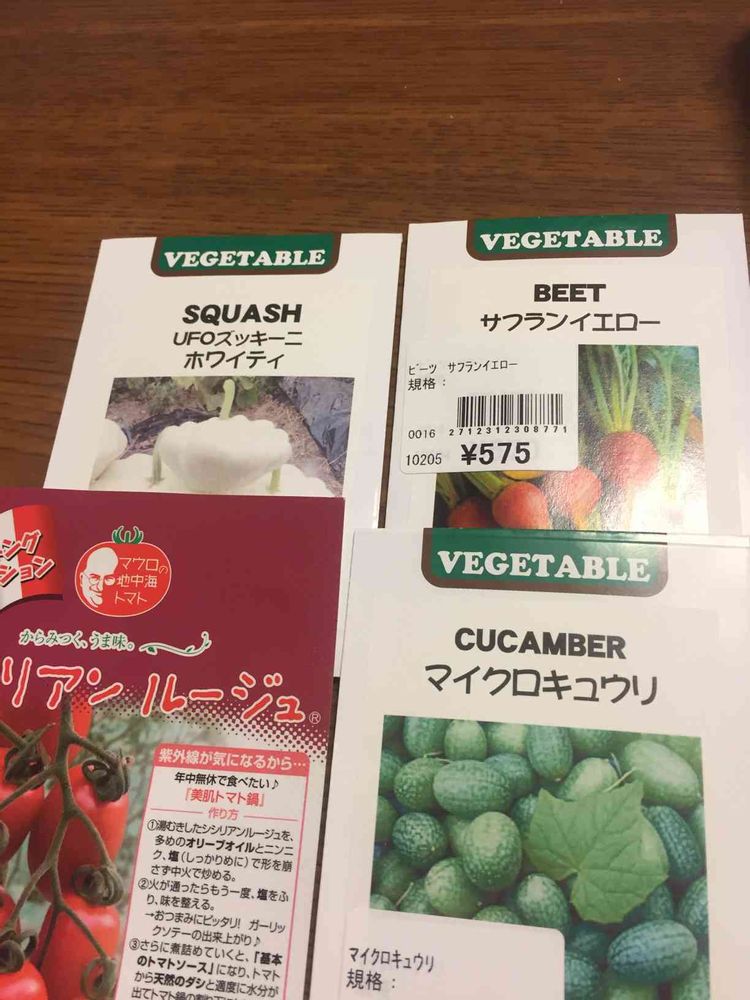 VEGETABLE
SQUASH
UFOズッキーニ
ホワイティ
VEGETABLE
BEET
サフランイエロー
ビーツ サフランイエロー
規格：
0016 2712312308771
10205 ¥575
マウロの
地中海
トマト
からみつく、うま味。
リアンルージュ®
紫外線が気になるから…
年中無休で食べたい♪
『美肌トマト鍋』
作り方
①湯むきしたシシリアンルージュを、
多めのオリーブオイルとニンニ
ク、塩(しっかりめに)で形を崩
さず中火で炒める。
②火が通ったらもう一度、塩をふ
り、味を整える。
→おつまみにピッタリ! ガーリッ
クソテーの出来上がり♪
③さらに煮詰めていくと、「基本
のトマトソース」になり、トマト
から天然のダシと適度に水分が
VEGETABLE
CUCAMBER
マイクロキュウリ
マイクロキュウリ
規格：